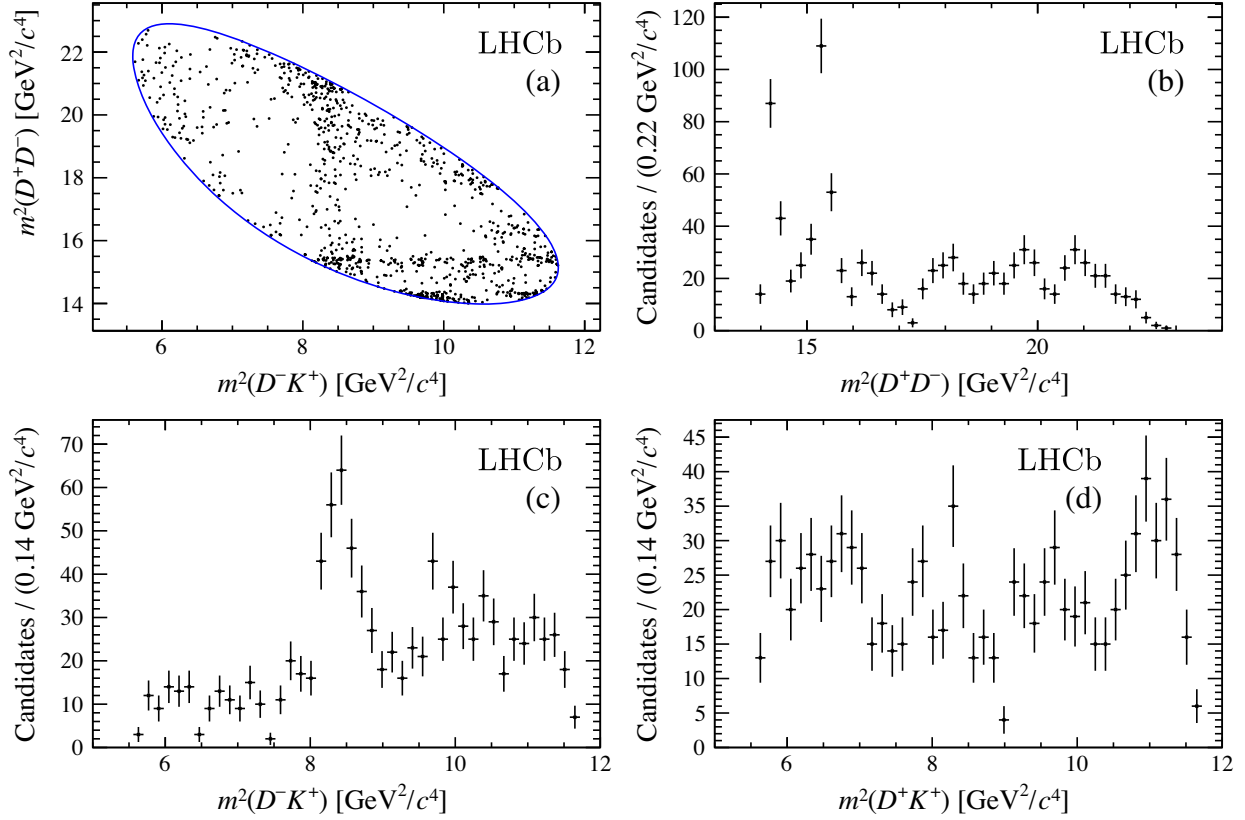 m²(D⁺D⁻) [GeV²/c⁴]
22
20
18
16
14
6
8
10
12
m²(D⁻K⁺) [GeV²/c⁴]
LHCb
(a)
Candidates / (0.22 GeV²/c⁴)
120
100
80
60
40
20
0
15
20
m²(D⁺D⁻) [GeV²/c⁴]
LHCb
(b)
Candidates / (0.14 GeV²/c⁴)
70
60
50
40
30
20
10
0
6
8
10
12
m²(D⁻K⁺) [GeV²/c⁴]
LHCb
(c)
Candidates / (0.14 GeV²/c⁴)
45
40
35
30
25
20
15
10
5
0
6
8
10
12
m²(D⁺K⁺) [GeV²/c⁴]
LHCb
(d)